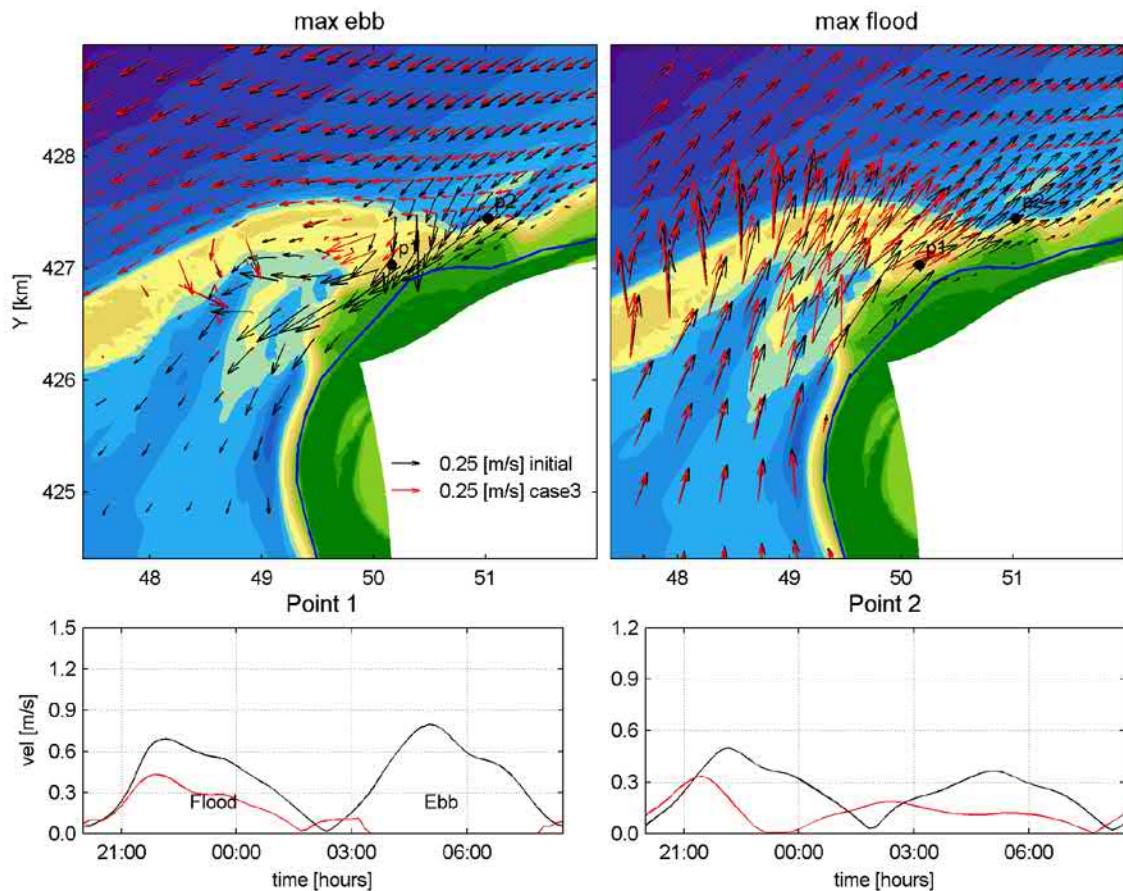 max ebb
max flood
428
427
426
425
Y [km]
p2
p1
0.25 [m/s] initial
0.25 [m/s] case3
48
49
50
51
48
49
50
51
Point 1
Point 2
1.5
1.2
0.9
0.6
0.3
0.0
vel [m/s]
Flood
Ebb
21:00
00:00
03:00
06:00
time [hours]
1.2
0.9
0.6
0.3
0.0
21:00
00:00
03:00
06:00
time [hours]